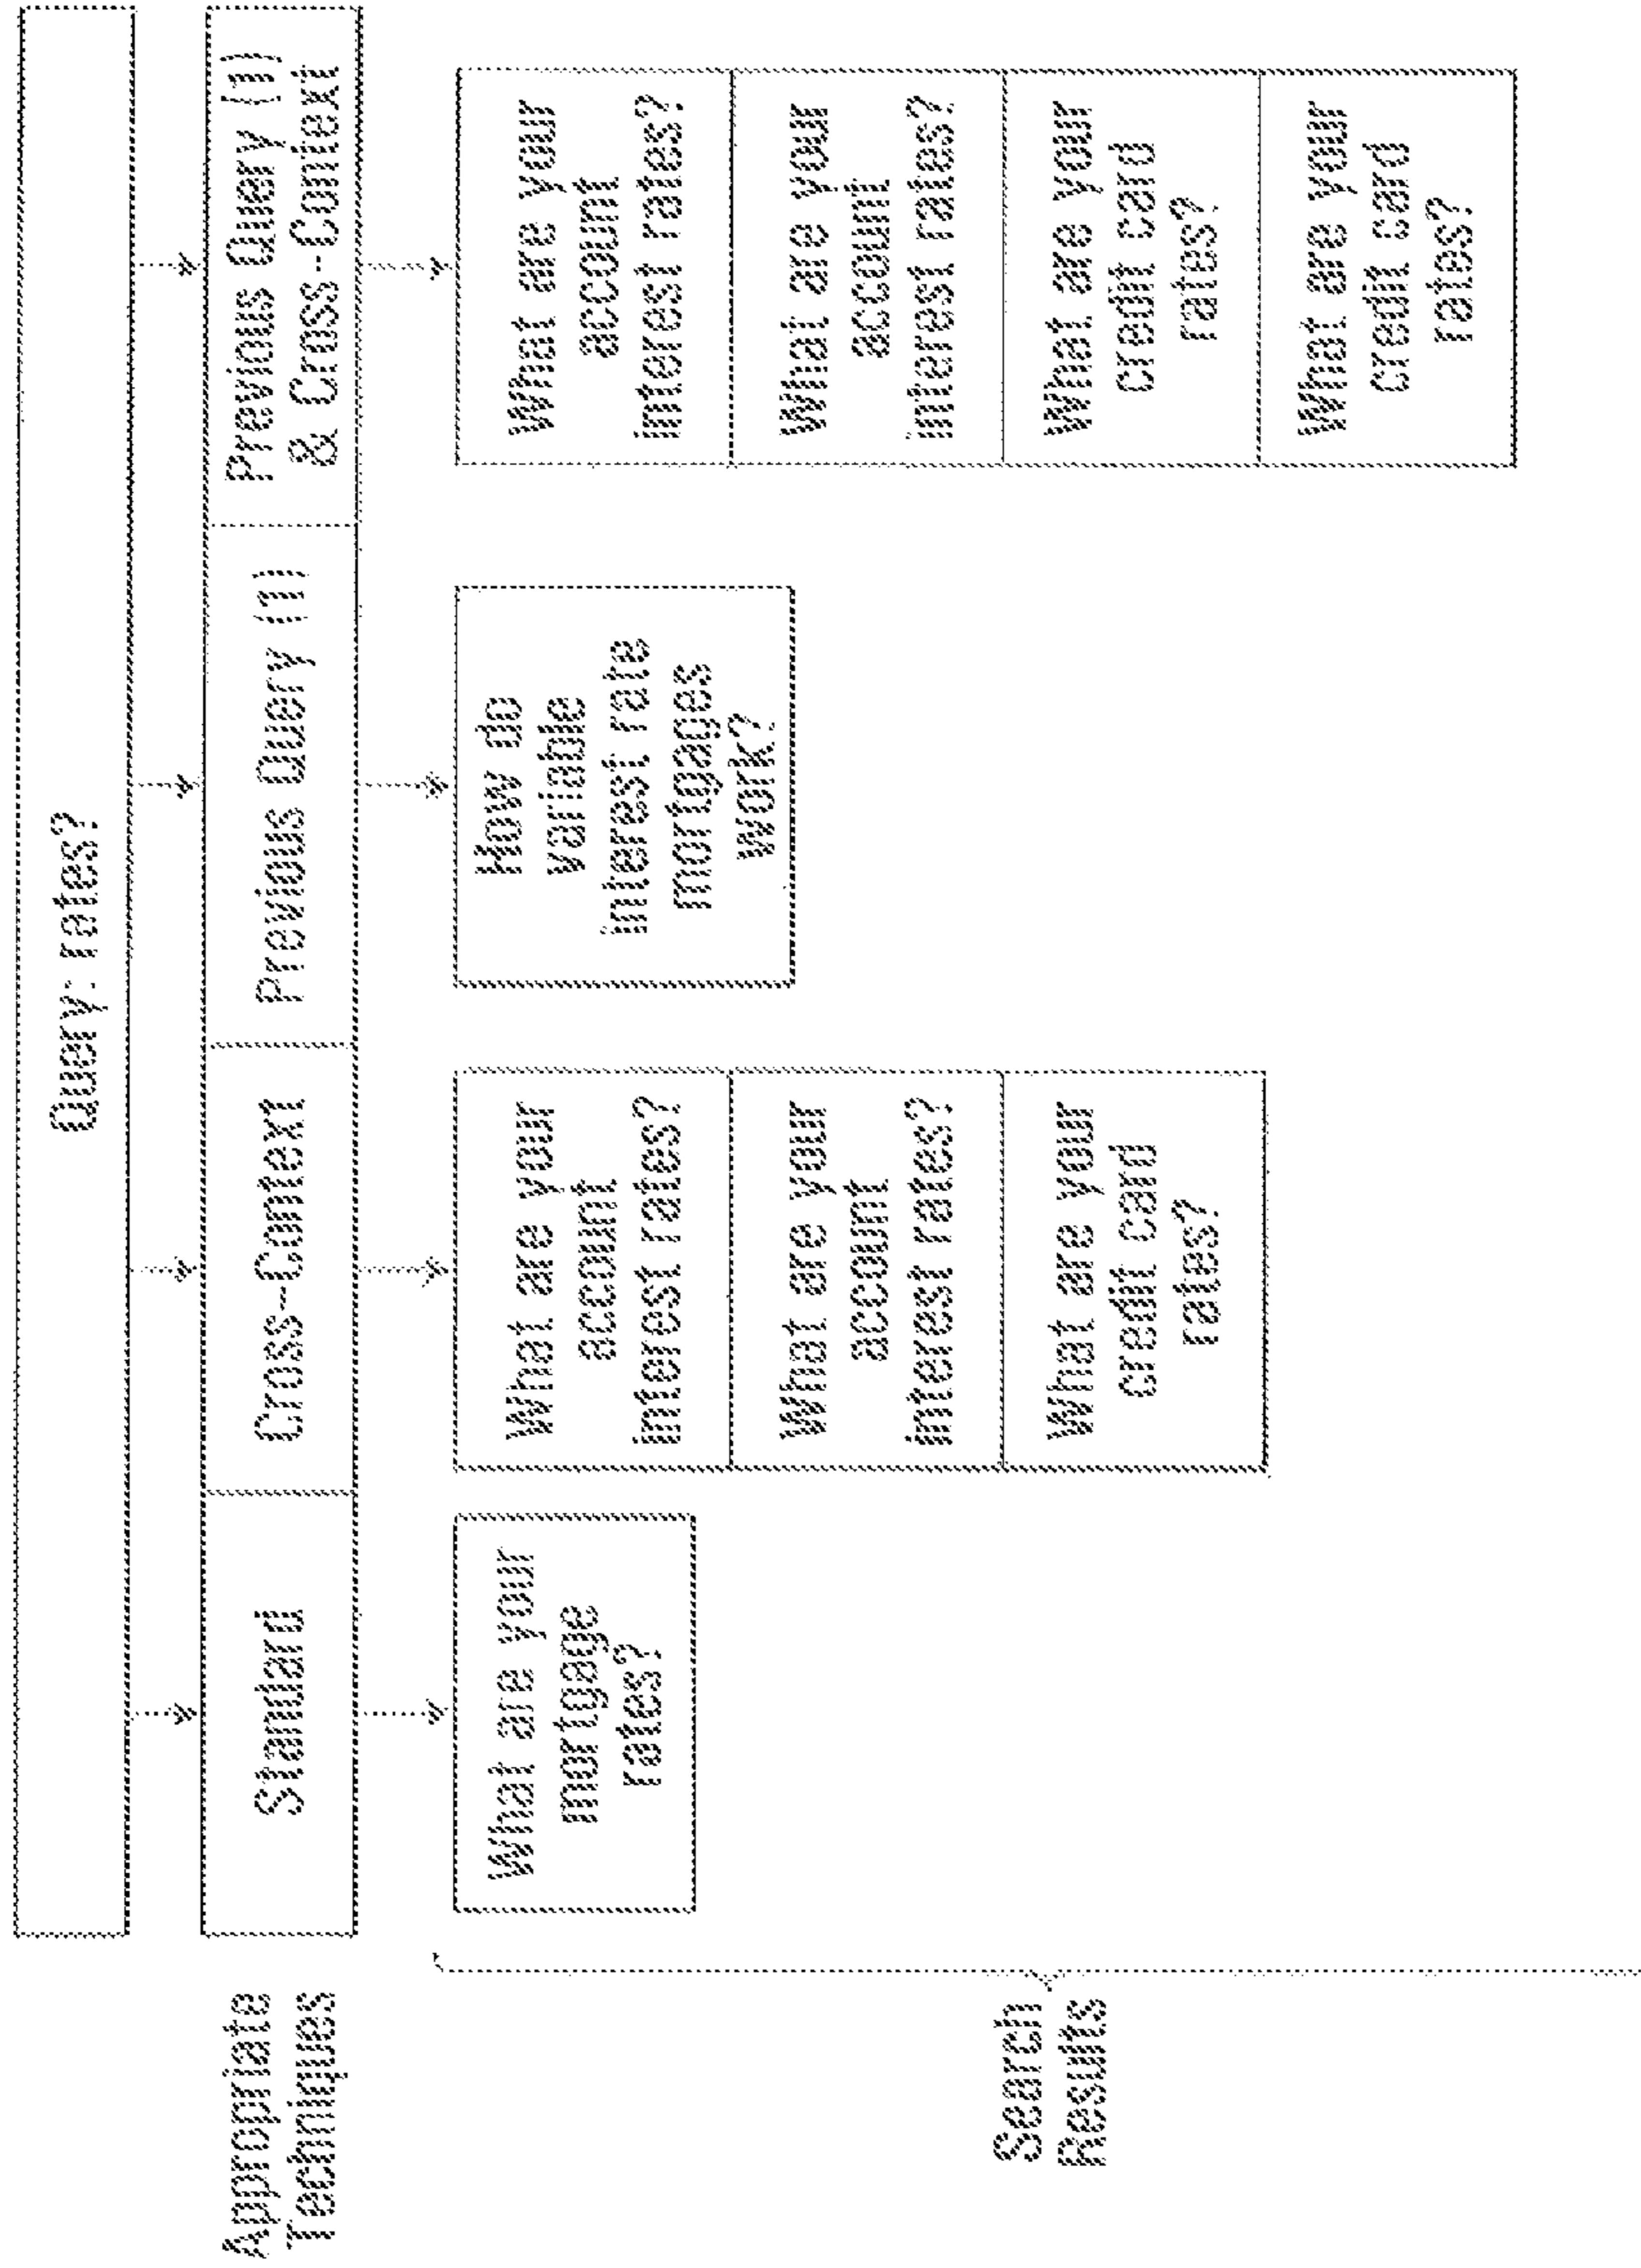 Query: rates?
Appropriate
Techniques
Standard
Cross-Context
Previous Query (1)
Previous Query (1)
& Cross-Context
Search
Results
What are your
mortgage
rates?
What are your
account
interest rates?
What are your
account
interest rates?
What are your
credit card
rates?
How do
variable
interest rate
mortgages
work?
What are your
account
interest rates?
What are your
account
interest rates?
What are your
credit card
rates?
What are your
credit card
rates?